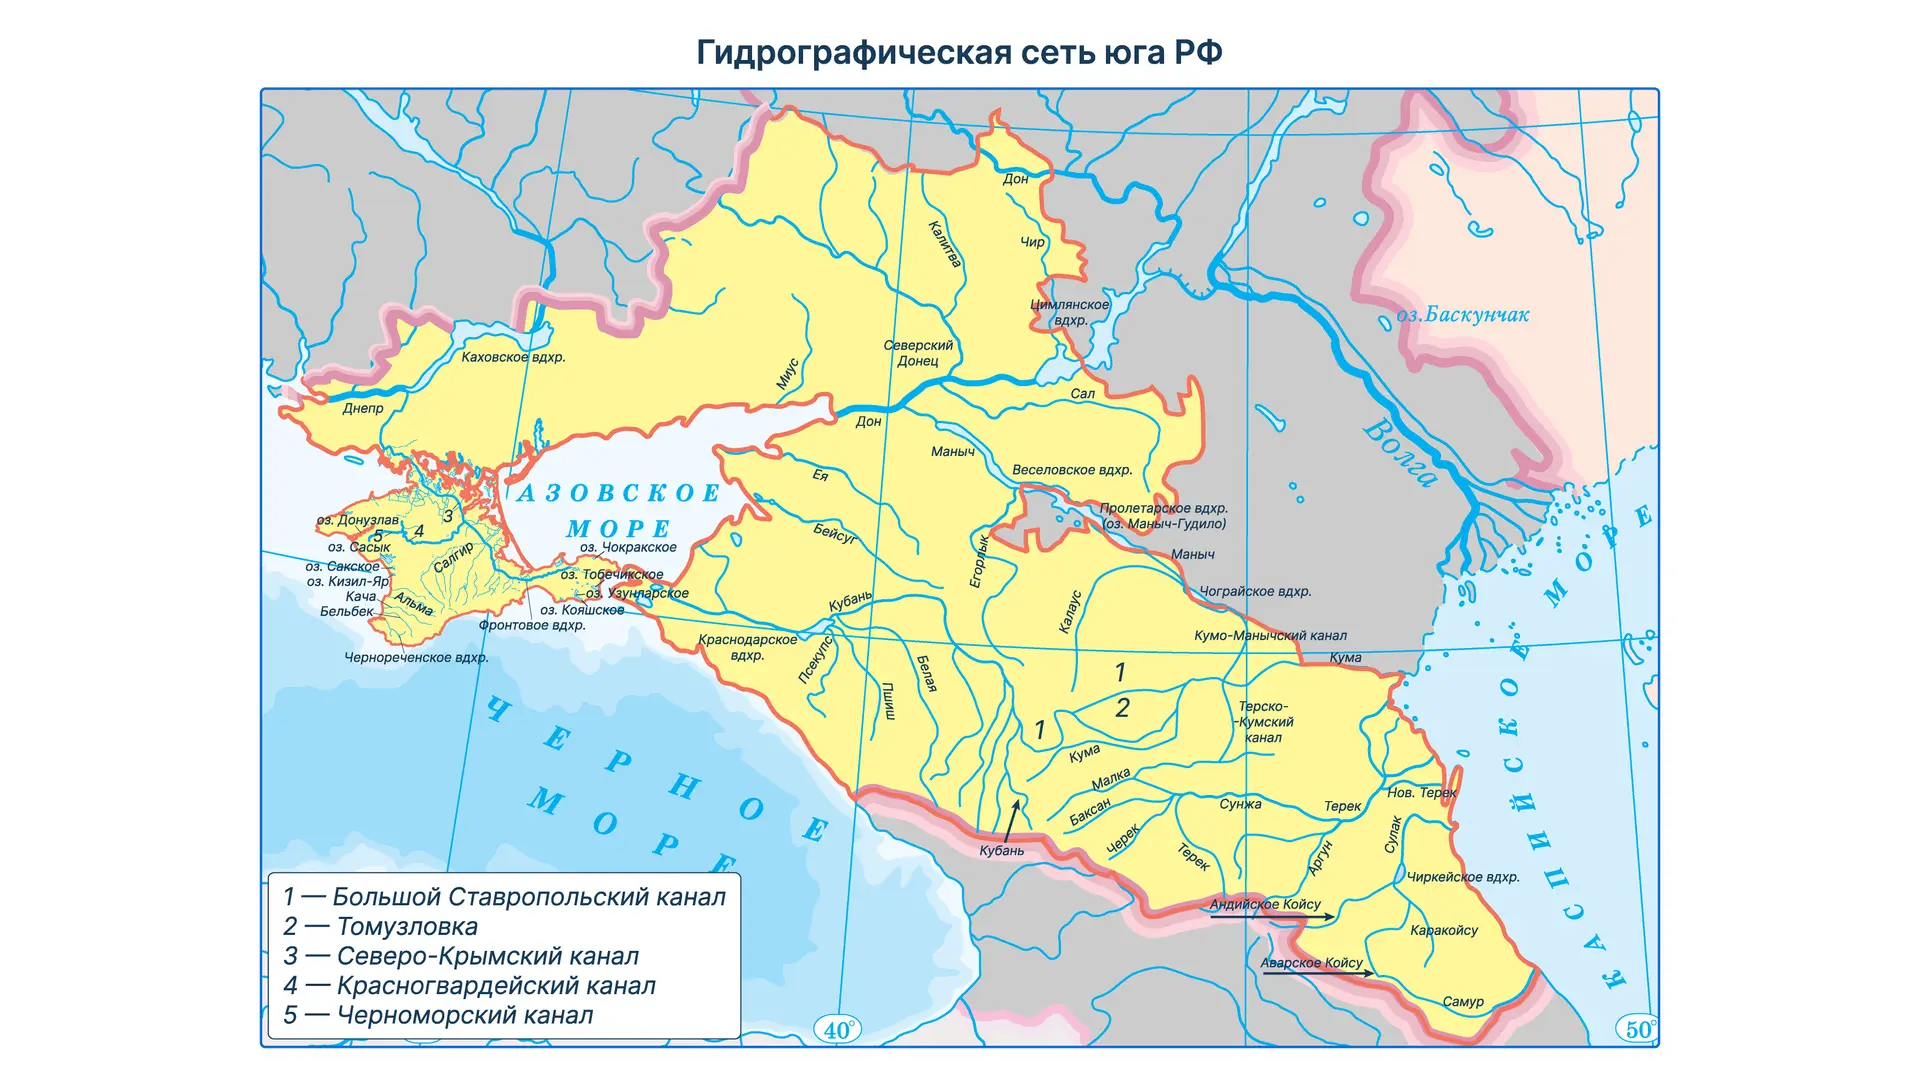 Гидрографическая сеть юга РФ
Дон
Калитва
Чир
Цимлянское
вдхр.
оз.Баскунчак
Каховское вдхр.
Северский
Донец
Миус
Днепр
Сал
Дон
Волга
Маныч
Веселовское вдхр.
Ея
АЗОВСКОЕ
МОРЕ
Пролетарское вдхр.
(оз. Маныч-Гудило)
оз. Донузлав
3
4
5
Бейсуг
оз. Сасык
оз. Чокракское
Салгир
Егорлык
Маныч
оз. Сакское
оз. Тобечикское
оз. Кизил-Яр
оз. Узунларское
Кача
Альма
Бельбек
оз. Кояшское
Фронтовое вдхр.
Кубань
Калаус
Чограйское вдхр.
Чернореченское вдхр.
Краснодарское
вдхр.
Кумо-Манычский канал
Кума
Псекупс
Пшиш
Белая
1
2
1
Терско-
-Кумский
канал
Кума
Малка
Баксан
Сунжа
Терек
Нов. Терек
Черек
Терек
Аргун
Сулак
Кубань
Чиркейское вдхр.
Андийское Койсу
Каракойсу
Аварское Койсу
Самур
ЧЕРНОЕ
МОРЕ
КАСПИЙСКОЕ
МОРЕ
1 — Большой Ставропольский канал
2 — Томузловка
3 — Северо-Крымский канал
4 — Красногвардейский канал
5 — Черноморский канал
40°
50°